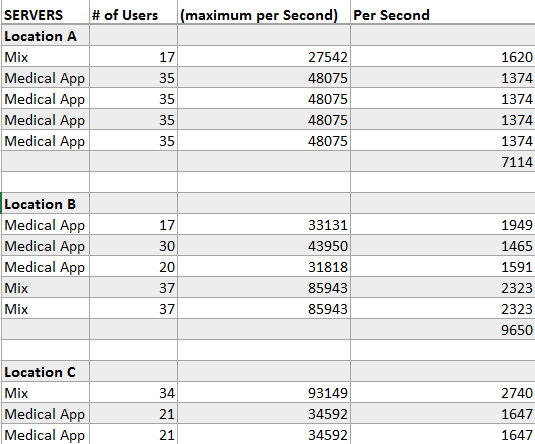 SERVERS # of Users (maximum per Second) Per Second
Location A
Mix 17 27542 1620
Medical App 35 48075 1374
Medical App 35 48075 1374
Medical App 35 48075 1374
Medical App 35 48075 1374
7114
Location B
Medical App 17 33131 1949
Medical App 30 43950 1465
Medical App 20 31818 1591
Mix 37 85943 2323
Mix 37 85943 2323
9650
Location C
Mix 34 93149 2740
Medical App 21 34592 1647
Medical App 21 34592 1647